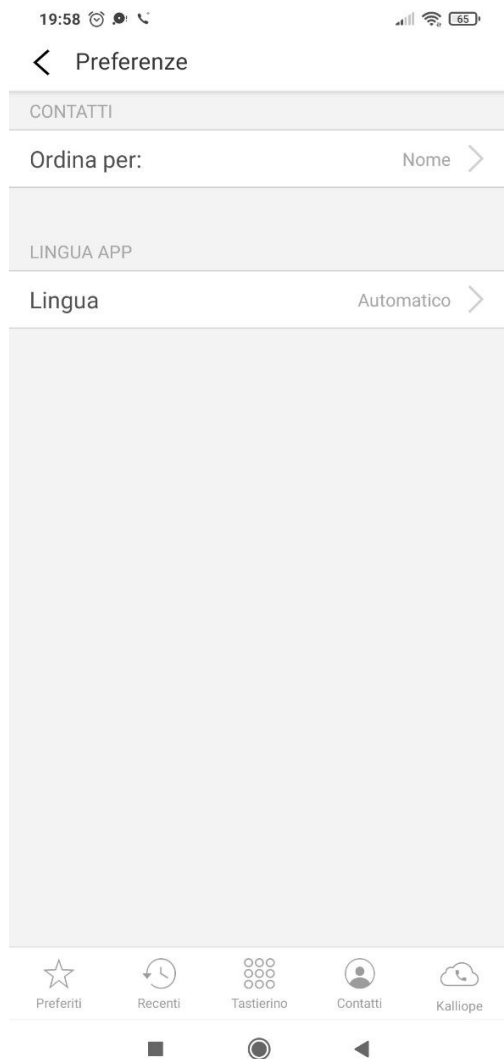 19:58
65
Preferenze
CONTATTI
Ordina per: Nome
LINGUA APP
Lingua Automatico
Preferiti Recenti Tastierino Contatti Kalliope